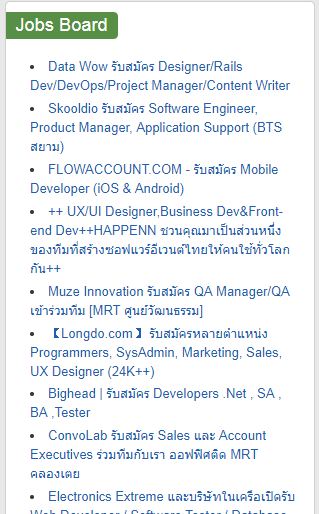 Jobs Board
Data Wow รับสมัคร Designer/Rails
Dev/DevOps/Project Manager/Content Writer
Skooldio รับสมัคร Software Engineer,
Product Manager, Application Support (BTS
สยาม)
FLOWACCOUNT.COM - รับสมัคร Mobile
Developer (iOS & Android)
++ UX/UI Designer,Business Dev&Front-
end Dev++HAPPENN ชวนคุณมาเป็นส่วนหนึ่ง
ของทีมที่สร้างซอฟแวร์อีเวนต์ไทยให้คนใช้ทั่วโลก
กัน++
Muze Innovation รับสมัคร QA Manager/QA
เข้าร่วมทีม [MRT ศูนย์วัฒนธรรม]
【Longdo.com】รับสมัครหลายตำแหน่ง
Programmers, SysAdmin, Marketing, Sales,
UX Designer (24K++)
Bighead | รับสมัคร Developers .Net , SA ,
BA ,Tester
ConvoLab รับสมัคร Sales และ Account
Executives ร่วมทีมกับเรา ออฟฟิศติด MRT
คลองเตย
Electronics Extreme และบริษัทในเครือเปิดรับ
Web Developer / Software Tester / Database